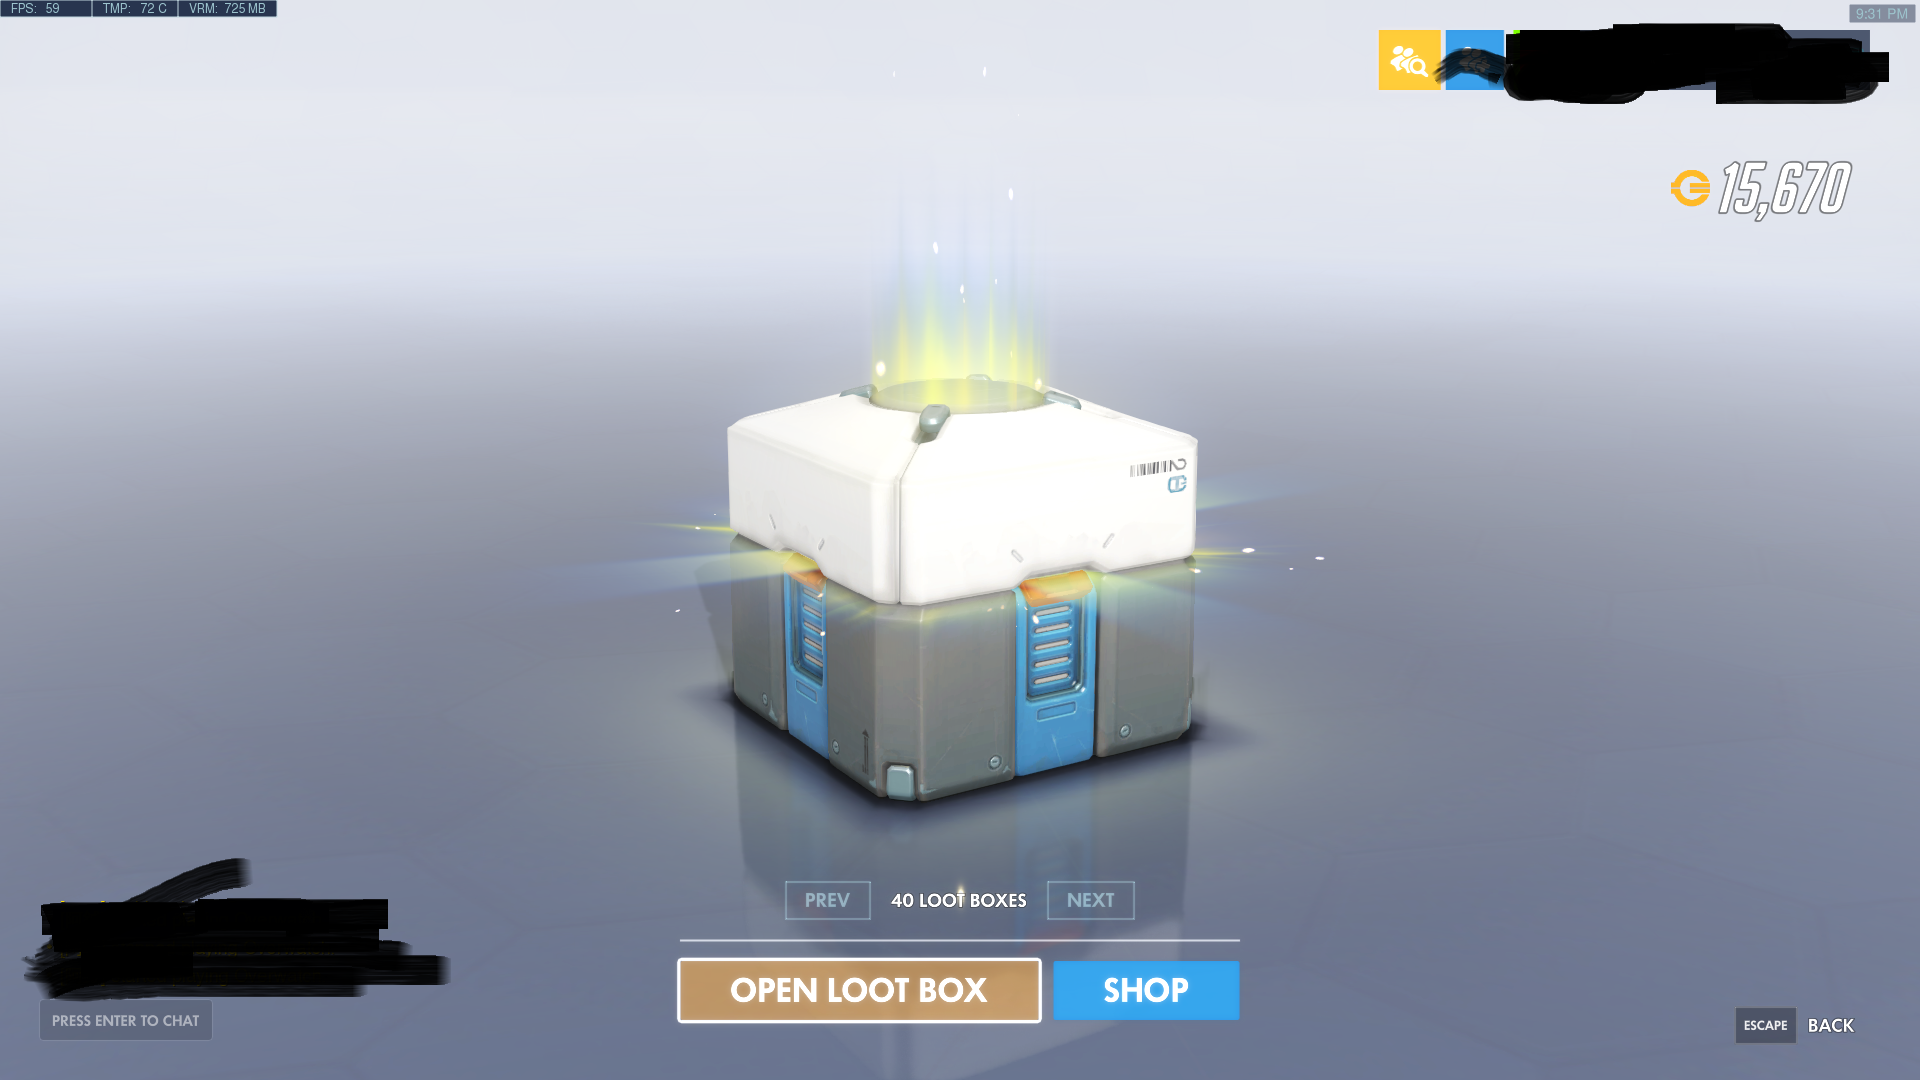 FPS: 59 TMP: 72 C VRM: 725 MB
9:31 PM
15,670
2
PREV 40 LOOT BOXES NEXT
OPEN LOOT BOX SHOP
PRESS ENTER TO CHAT
ESCAPE BACK